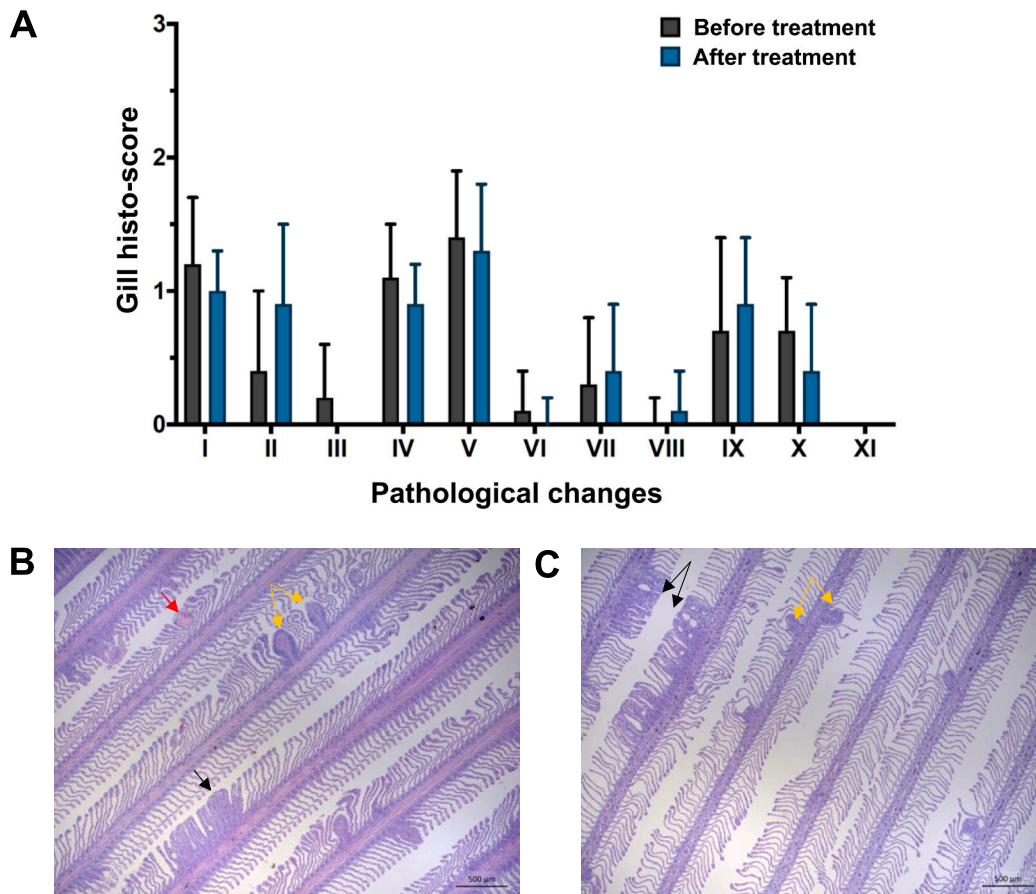 A
Before treatment
After treatment
Gill histo-score
3
2
1
0
I II III IV V VI VII VIII IX X XI
Pathological changes
B
C
500 µm
500 µm